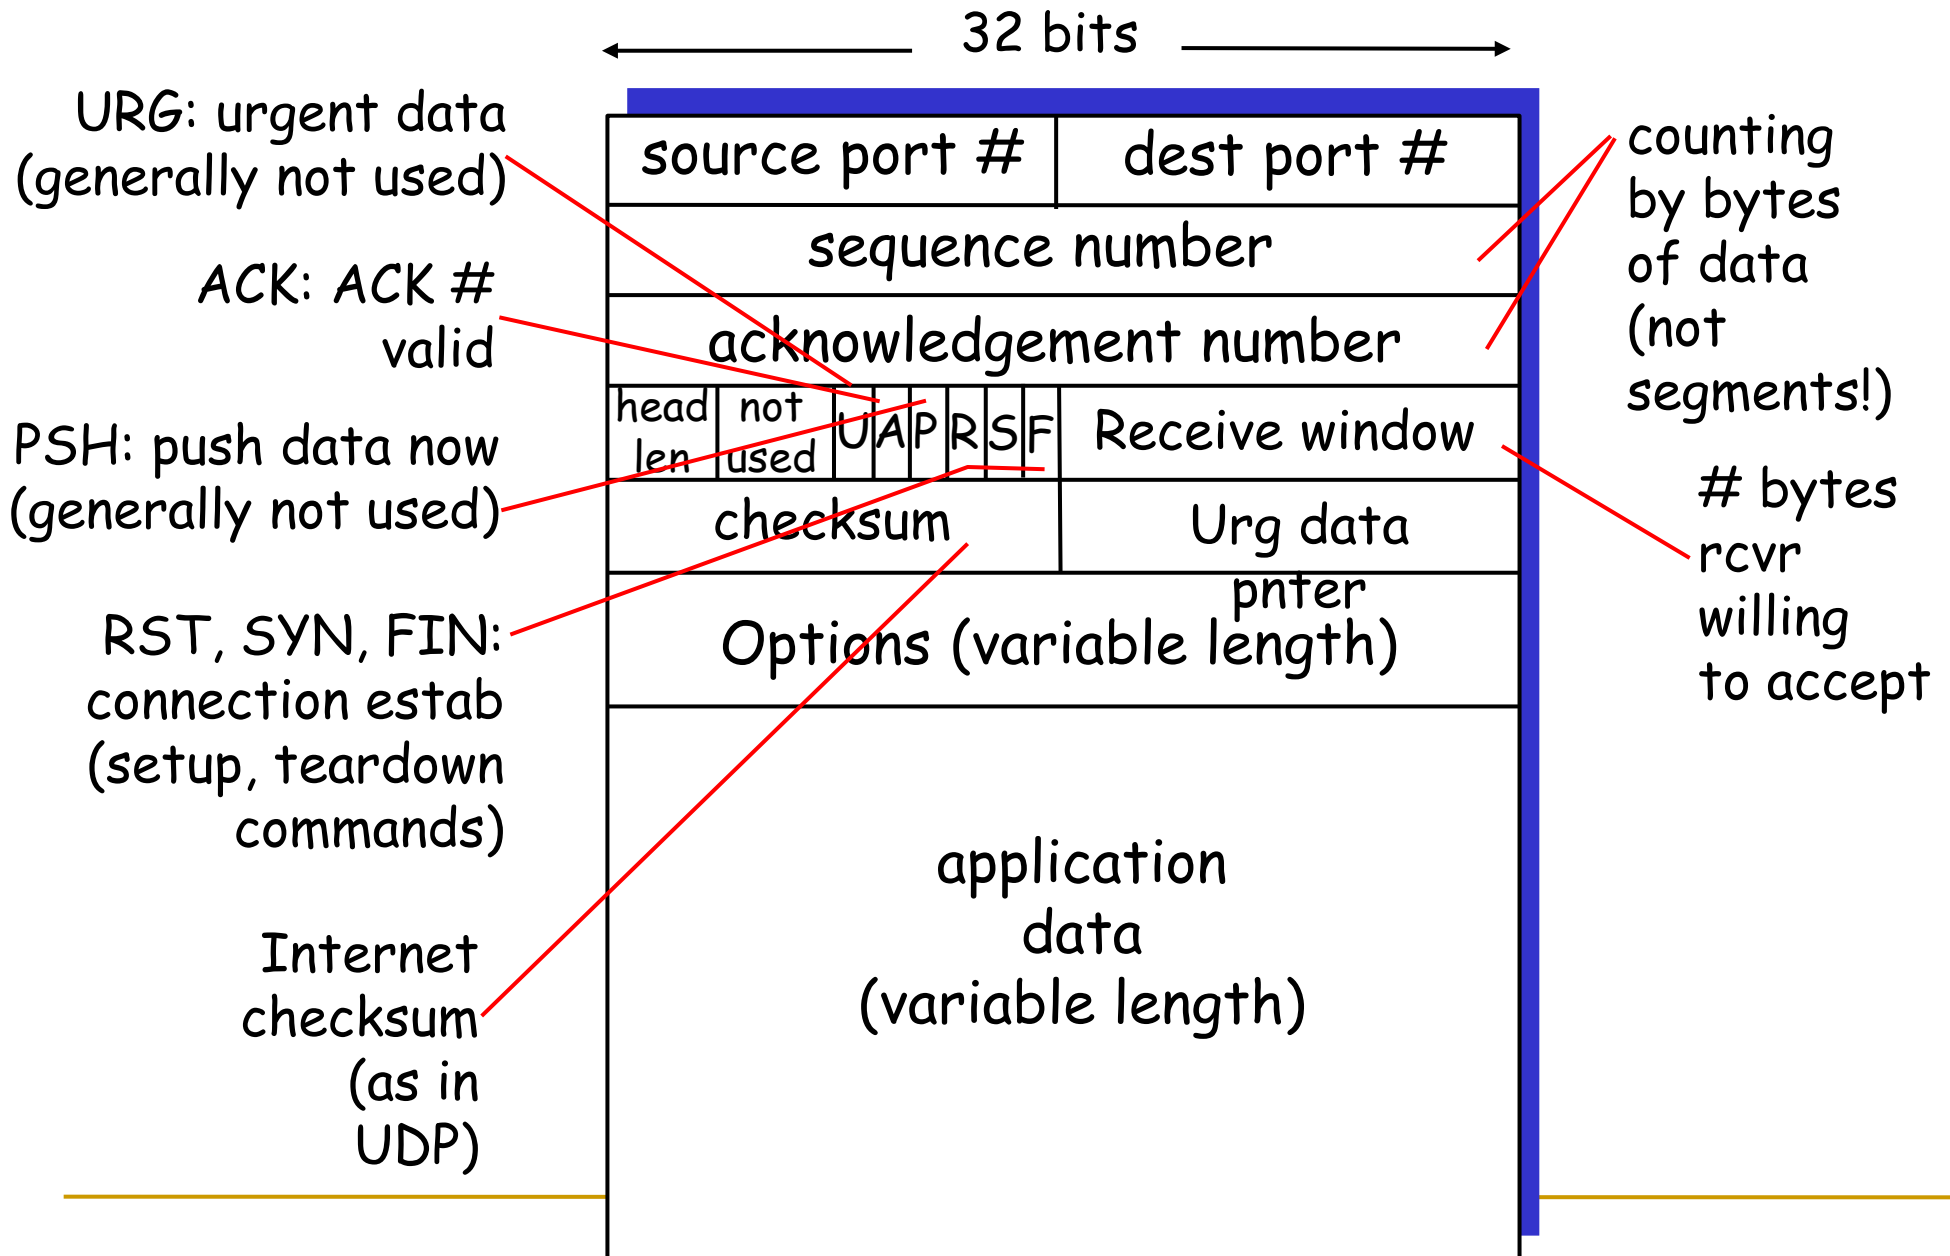 32 bits
URG: urgent data
(generally not used)
ACK: ACK #
valid
PSH: push data now
(generally not used)
RST, SYN, FIN:
connection estab
(setup, teardown
commands)
Internet
checksum
(as in
UDP)
source port #
dest port #
sequence number
acknowledgement number
head
len
not
used
U
A
P
R
S
F
Receive window
checksum
Urg data
pnter
Options (variable length)
application
data
(variable length)
counting
by bytes
of data
(not
segments!)
# bytes
rcvr
willing
to accept